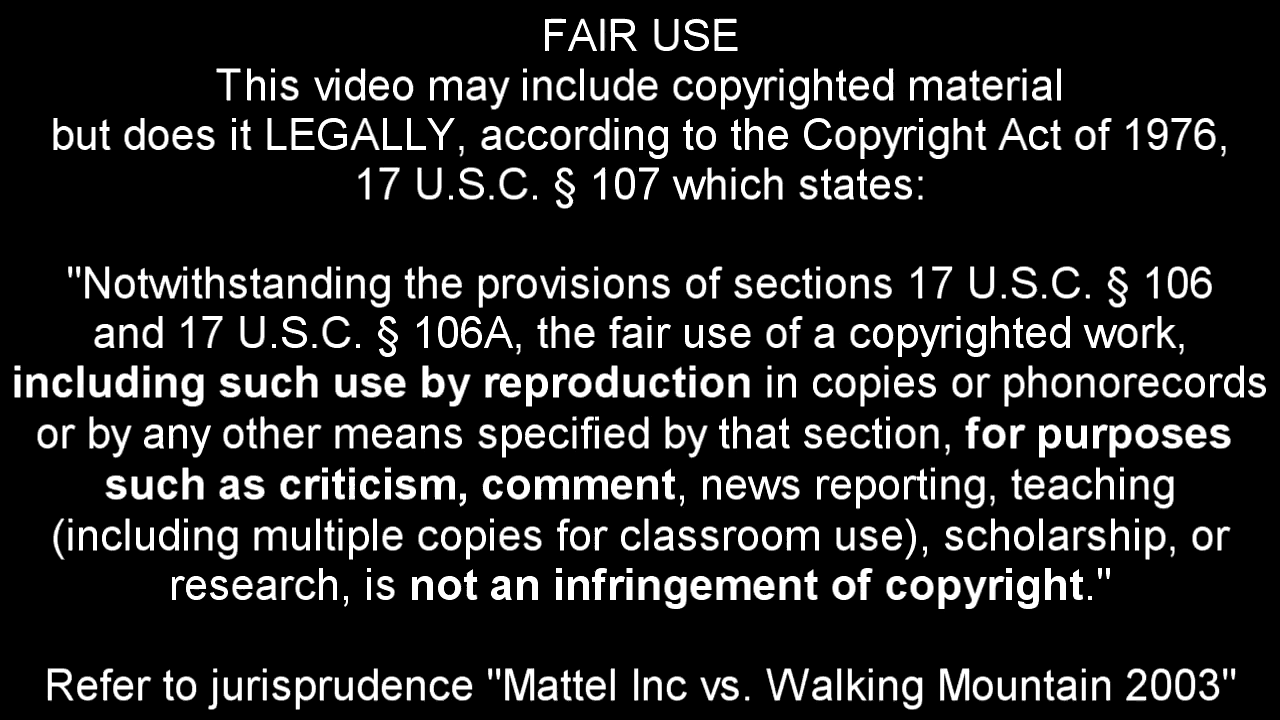 FAIR USE
This video may include copyrighted material
but does it LEGALLY, according to the Copyright Act of 1976,
17 U.S.C. § 107 which states:
"Notwithstanding the provisions of sections 17 U.S.C. § 106
and 17 U.S.C. § 106A, the fair use of a copyrighted work,
including such use by reproduction in copies or phonorecords
or by any other means specified by that section, for purposes
such as criticism, comment, news reporting, teaching
(including multiple copies for classroom use), scholarship, or
research, is not an infringement of copyright."
Refer to jurisprudence "Mattel Inc vs. Walking Mountain 2003"